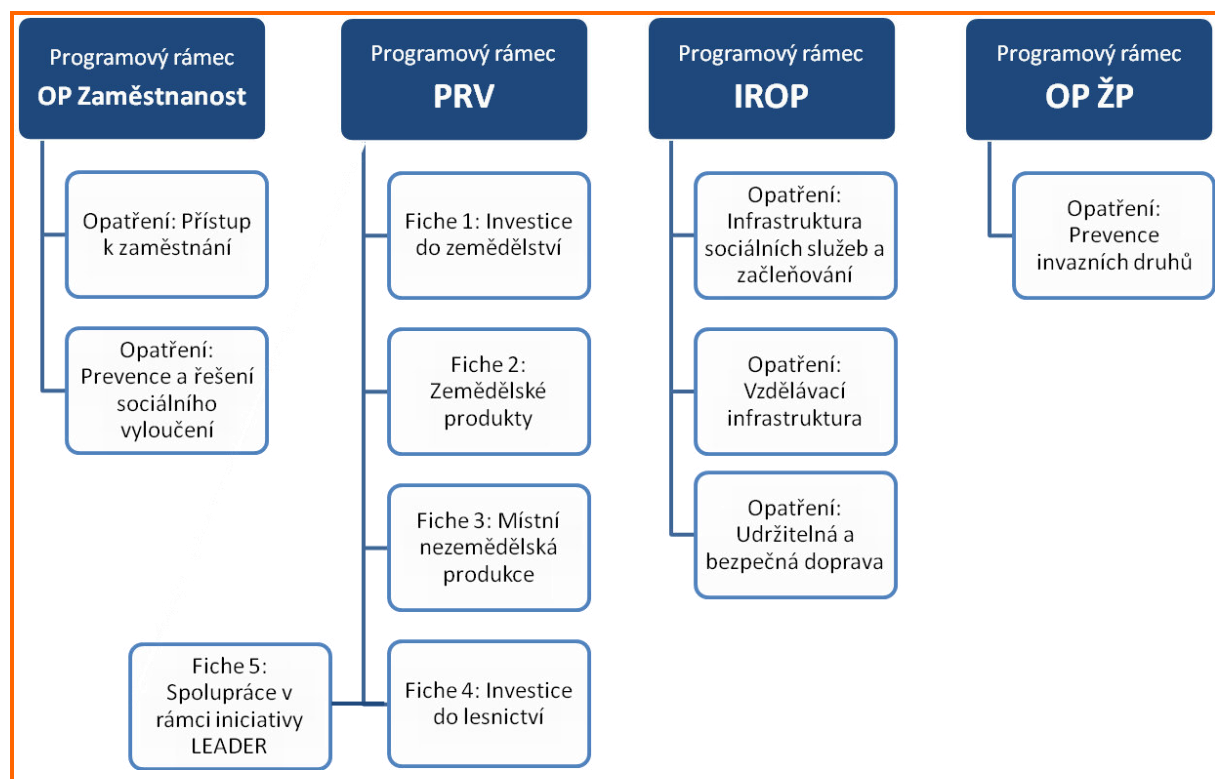 Programový rámec
OP Zaměstnanost
Opatření: Přístup
k zaměstnání
Opatření:
Prevence a řešení
sociálního
vyloučení
Programový rámec
PRV
Fiche 1: Investice
do zemědělství
Fiche 2:
Zemědělské
produkty
Fiche 3: Místní
nezemědělská
produkce
Fiche 4: Investice
do lesnictví
Fiche 5:
Spolupráce v
rámci iniciativy
LEADER
Programový rámec
IROP
Opatření:
Infrastruktura
sociálních služeb a
začleňování
Opatření:
Vzdělávací
infrastruktura
Opatření:
Udržitelná a
bezpečná doprava
Programový rámec
OP ŽP
Opatření:
Prevence
invazních druhů